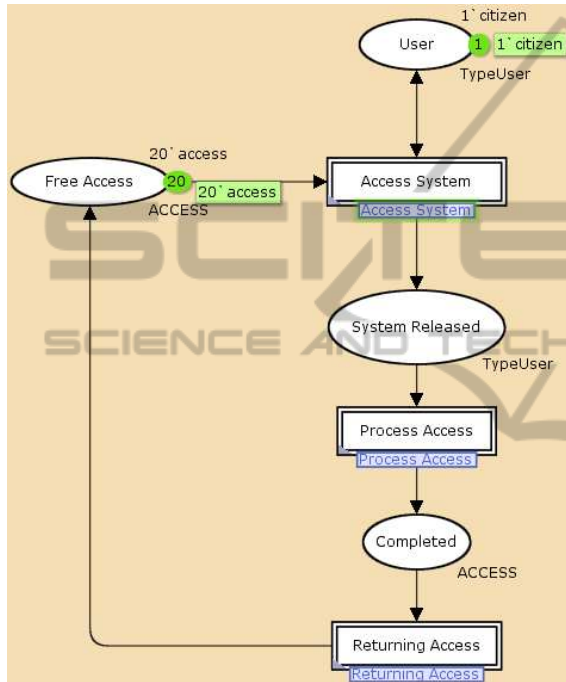 1`citizen
User
1
1`citizen
TypeUser
20`access
Free Access
20
20`access
ACCESS
Access System
Access System
System Released
TypeUser
SCITE
SCIENCE AND TECH
Process Access
Process Access
Completed
ACCESS
Returning Access
Returning Access